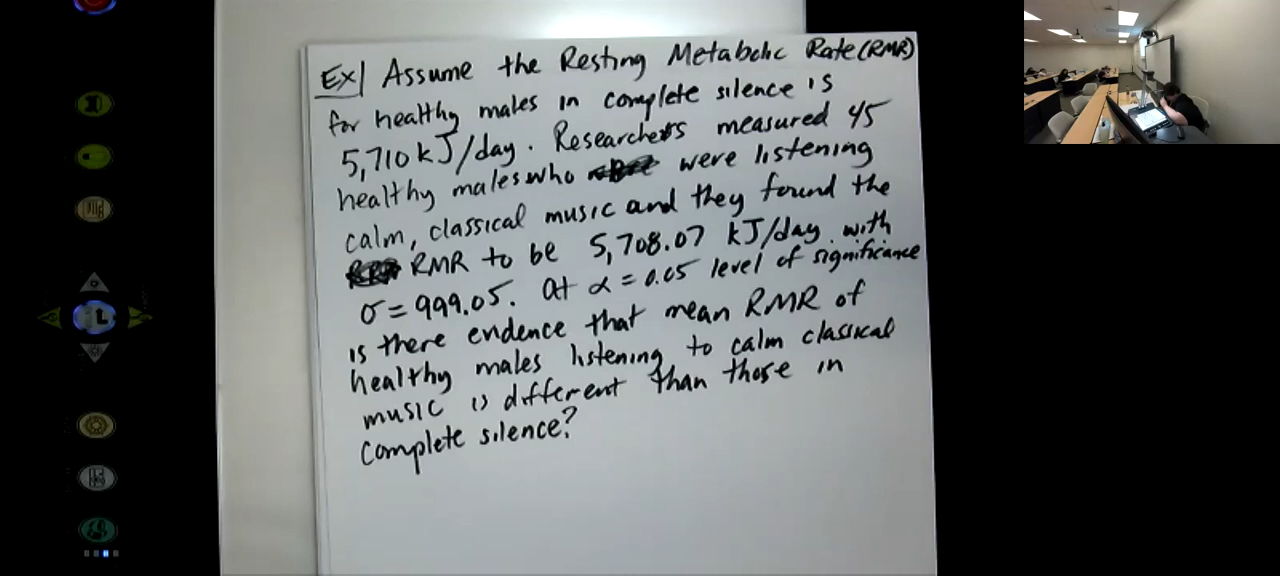 Ex| Assume the Resting Metabolic Rate (RMR)
for healthy males in complete silence is
5,710 kJ/day. Researchers measured 45
healthy males who were listening
calm, classical music and they found the
RMR to be 5,708.07 kJ/day with
σ = 999.05. at α = 0.05 level of significance
is there evidence that mean RMR of
healthy males listening to calm classical
music is different than those in
complete silence?